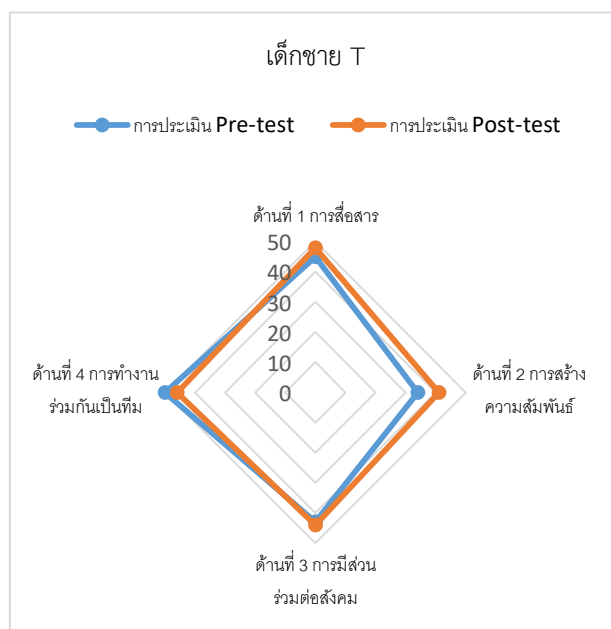 เด็กชาย T
การประเมิน Pre-test การประเมิน Post-test
ด้านที่ 1 การสื่อสาร
50
40
30
20
10
0
ด้านที่ 4 การทำงาน
ร่วมกันเป็นทีม
ด้านที่ 2 การสร้าง
ความสัมพันธ์
ด้านที่ 3 การมีส่วน
ร่วมต่อสังคม